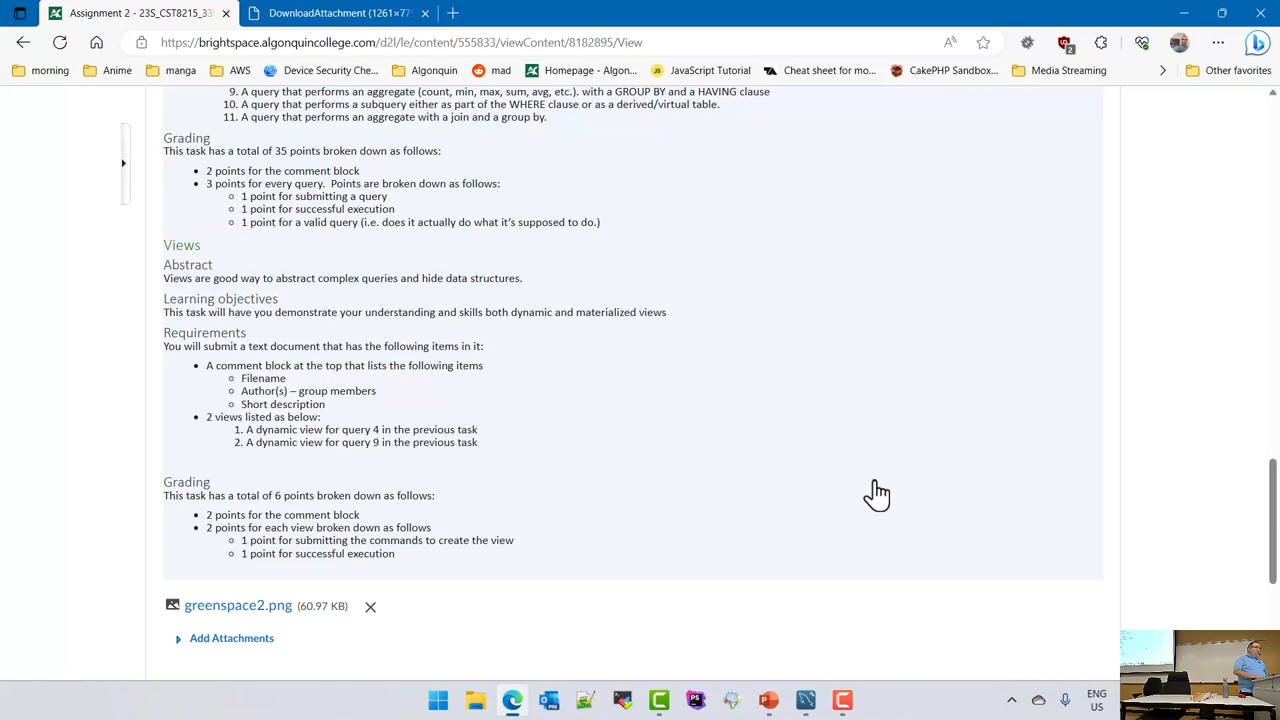 Assignment 2 - 23S_CST8215_33
DownloadAttachment (1261×77
https://brightspace.algonquincollege.com/d2l/le/content/555833/viewContent/8182895/View
2
morning
Anime
manga
AWS
Device Security Che...
Algonquin
mad
Homepage - Algon...
JavaScript Tutorial
Cheat sheet for mo...
CakePHP Sandbox...
Media Streaming
Other favorites
9. A query that performs an aggregate (count, min, max, sum, avg, etc.). with a GROUP BY and a HAVING clause
10. A query that performs a subquery either as part of the WHERE clause or as a derived/virtual table.
11. A query that performs an aggregate with a join and a group by.
Grading
This task has a total of 35 points broken down as follows:
2 points for the comment block
3 points for every query. Points are broken down as follows:
1 point for submitting a query
1 point for successful execution
1 point for a valid query (i.e. does it actually do what it's supposed to do.)
Views
Abstract
Views are good way to abstract complex queries and hide data structures.
Learning objectives
This task will have you demonstrate your understanding and skills both dynamic and materialized views
Requirements
You will submit a text document that has the following items in it:
A comment block at the top that lists the following items
Filename
Author(s) – group members
Short description
2 views listed as below:
1. A dynamic view for query 4 in the previous task
2. A dynamic view for query 9 in the previous task
Grading
This task has a total of 6 points broken down as follows:
2 points for the comment block
2 points for each view broken down as follows
1 point for submitting the commands to create the view
1 point for successful execution
greenspace2.png (60.97 KB)
Add Attachments
ENG
US